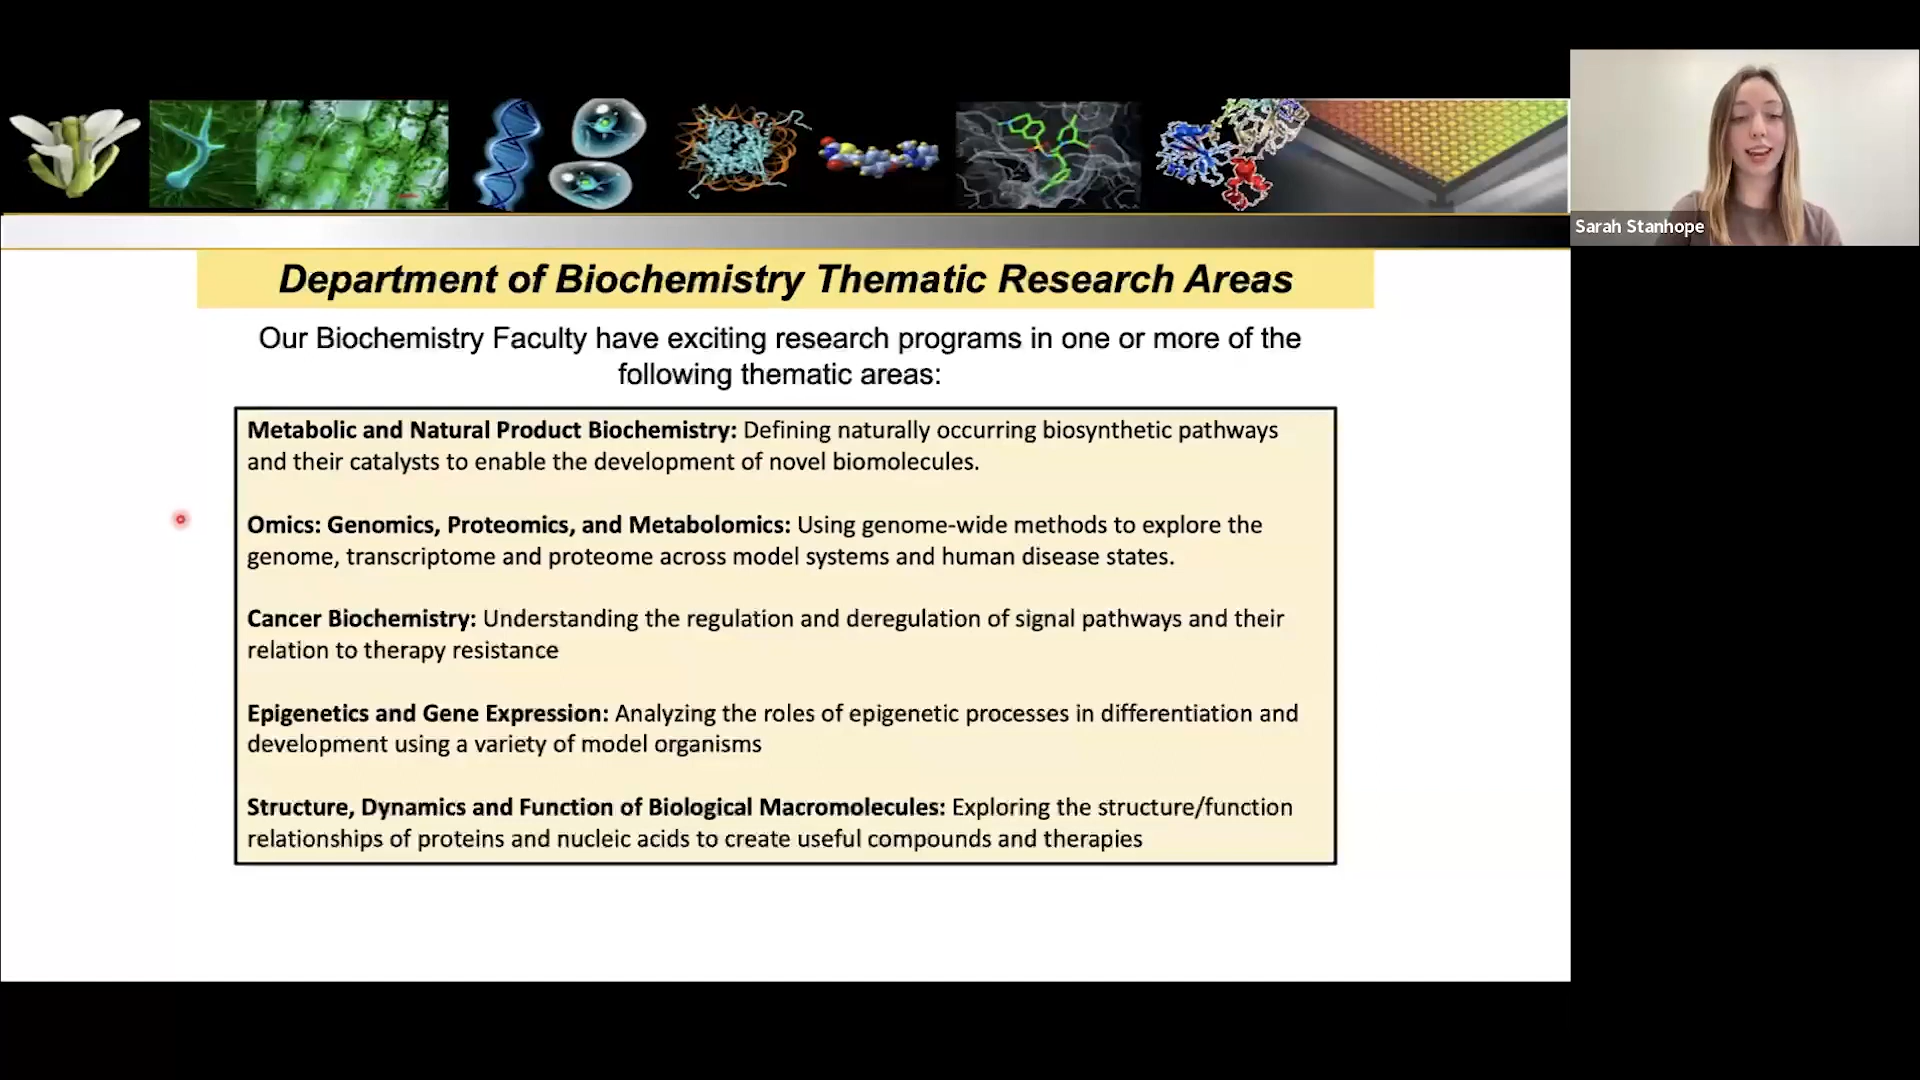 Sarah Stanhope
Department of Biochemistry Thematic Research Areas
Our Biochemistry Faculty have exciting research programs in one or more of the
following thematic areas:
Metabolic and Natural Product Biochemistry: Defining naturally occurring biosynthetic pathways
and their catalysts to enable the development of novel biomolecules.
Omics: Genomics, Proteomics, and Metabolomics: Using genome-wide methods to explore the
genome, transcriptome and proteome across model systems and human disease states.
Cancer Biochemistry: Understanding the regulation and deregulation of signal pathways and their
relation to therapy resistance
Epigenetics and Gene Expression: Analyzing the roles of epigenetic processes in differentiation and
development using a variety of model organisms
Structure, Dynamics and Function of Biological Macromolecules: Exploring the structure/function
relationships of proteins and nucleic acids to create useful compounds and therapies